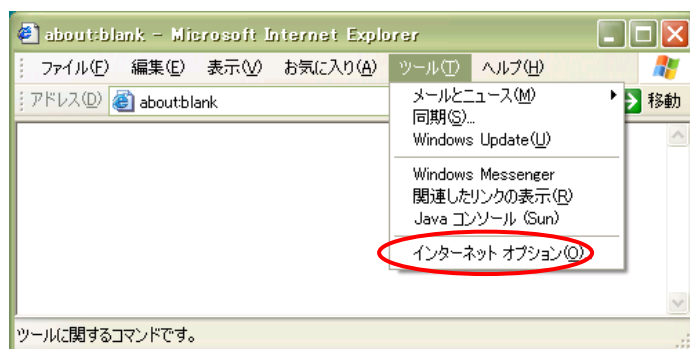 about:blank - Microsoft Internet Explorer
ファイル(F) 編集(E) 表示(V) お気に入り(A) ツール(T) ヘルプ(H)
アドレス(D) about:blank 移動
メールとニュース(M)
同期(S)...
Windows Update(U)
Windows Messenger
関連したリンクの表示(R)
Java コンソール (Sun)
インターネット オプション(O)
ツールに関するコマンドです。